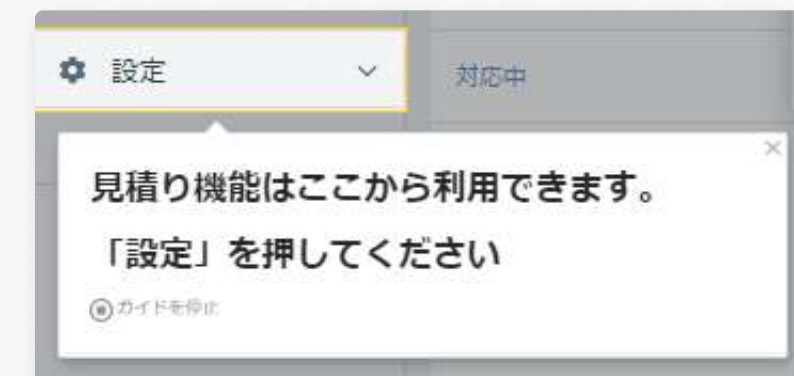 設定
対応中
見積り機能はここから利用できます。
「設定」を押してください
ガイドを停止